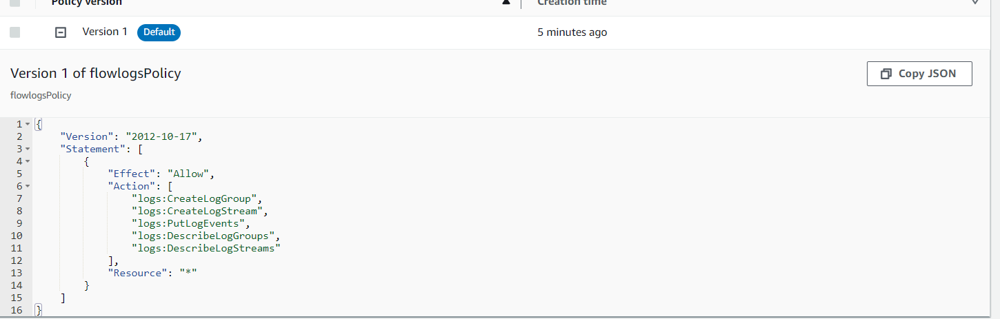 Policy version Creation time
Version 1 Default 5 minutes ago
Version 1 of flowlogsPolicy Copy JSON
flowlogsPolicy
1 {
2 "Version": "2012-10-17",
3 "Statement": [
4 {
5 "Effect": "Allow",
6 "Action": [
7 "logs:CreateLogGroup",
8 "logs:CreateLogStream",
9 "logs:PutLogEvents",
10 "logs:DescribeLogGroups",
11 "logs:DescribeLogStreams"
12 ],
13 "Resource": "*"
14 }
15 ]
16 }